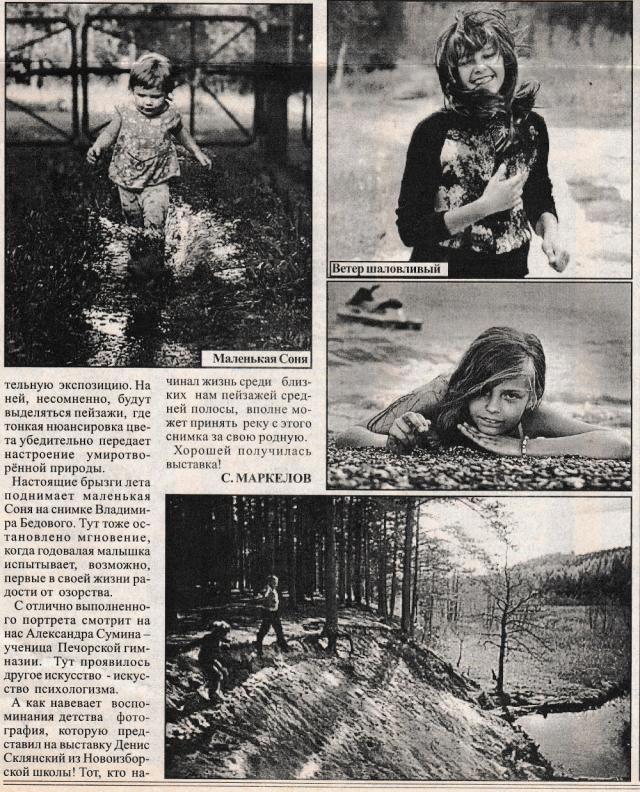 Маленькая Соня
Ветер шаловливый
тельную экспозицию. На
ней, несомненно, будут
выделяться пейзажи, где
тонкая нюансировка цве-
та убедительно передает
настроение умиротво-
рённой природы.
Настоящие брызги лета
поднимает маленькая
Соня на снимке Владими-
ра Бедового. Тут тоже ос-
тановлено мгновение,
когда годовалая малышка
испытывает, возможно,
первые в своей жизни ра-
дости от озорства.
С отлично выполненно-
го портрета смотрит на
нас Александра Сумина –
ученица Печорской гим-
назии. Тут проявилось
другое искусство - искус-
ство психологизма.
А как навевает воспо-
минания детства фото-
графия, которую пред-
ставил на выставку Денис
Склянский из Новоизбор-
ской школы! Тот, кто на-
чинал жизнь среди близ-
ких нам пейзажей сред-
ней полосы, вполне мо-
жет принять реку с этого
снимка за свою родную.
Хорошей получилась
выставка!
С. МАРКЕЛОВ